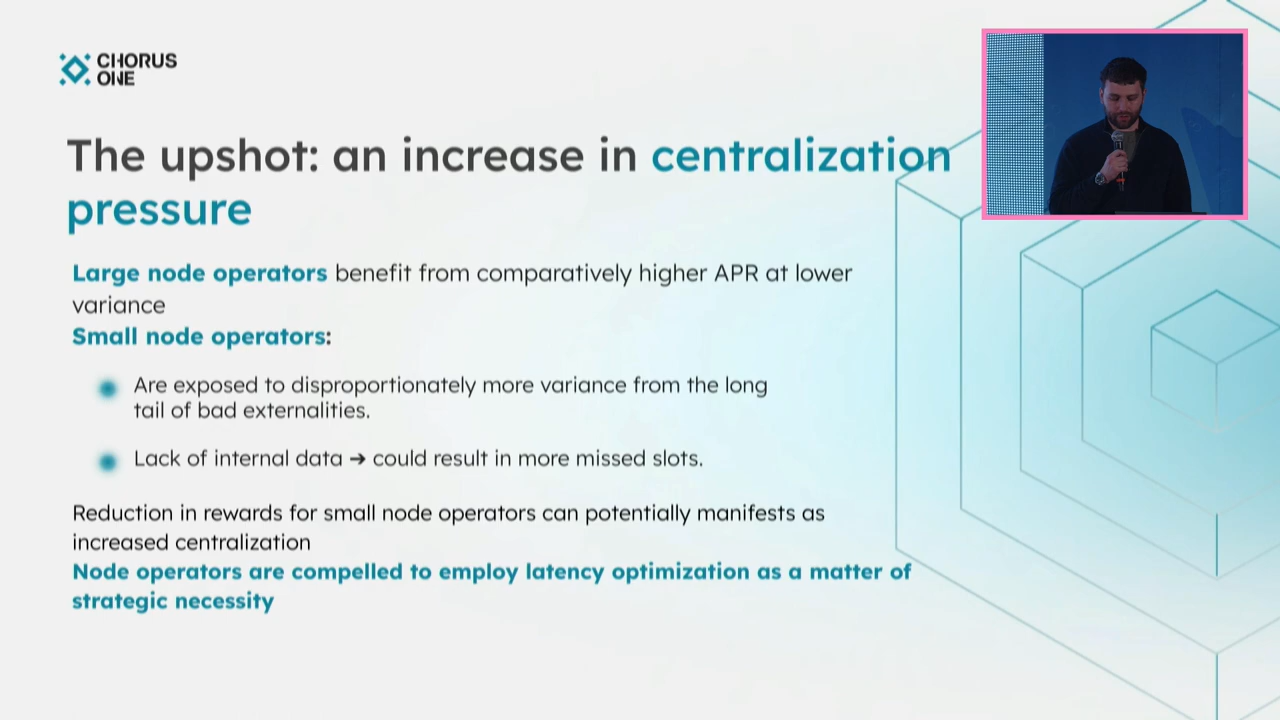 CHORUS
ONE
The upshot: an increase in centralization
pressure
Large node operators benefit from comparatively higher APR at lower
variance
Small node operators:
Are exposed to disproportionately more variance from the long
tail of bad externalities.
Lack of internal data → could result in more missed slots.
Reduction in rewards for small node operators can potentially manifests as
increased centralization
Node operators are compelled to employ latency optimization as a matter of
strategic necessity